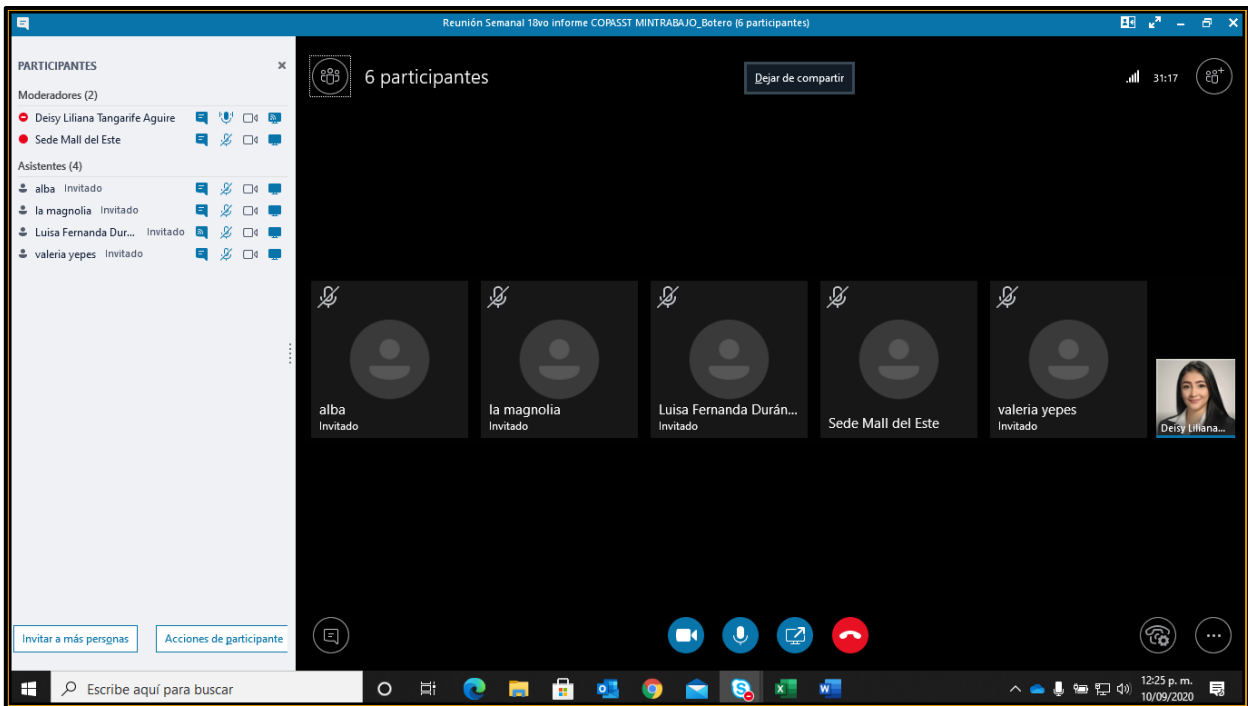 Reunión Semanal 18vo informe COPASST MINTRABAJO_Botero (6 participantes)
PARTICIPANTES
Moderadores (2)
Deisy Liliana Tangarife Aguire
Sede Mall del Este
Asistentes (4)
alba Invitado
la magnolia Invitado
Luisa Fernanda Dur... Invitado
valeria yepes Invitado
Invitar a más personas
Acciones de participante
6 participantes
Dejar de compartir
31:17
alba
Invitado
la magnolia
Invitado
Luisa Fernanda Durán...
Invitado
Sede Mall del Este
valeria yepes
Invitado
Deisy Liliana...
Escribe aquí para buscar
12:25 p. m.
10/09/2020